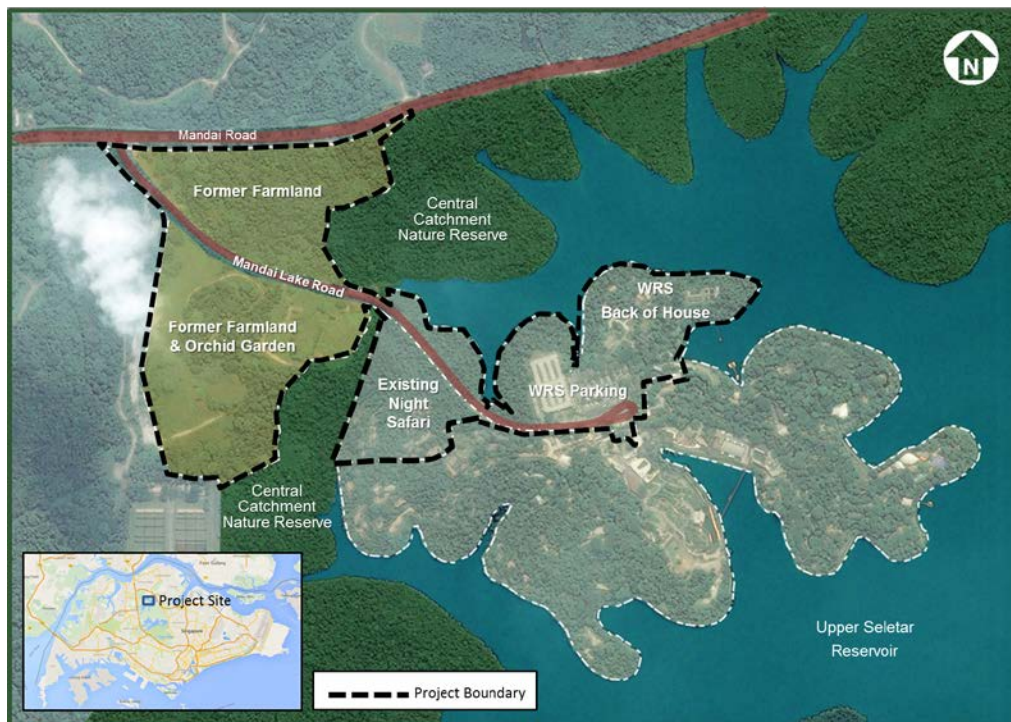 N
Mandai Road
Former Farmland
Central
Catchment
Nature Reserve
Mandai Lake Road
WRS
Back of House
Former Farmland
& Orchid Garden
Existing
Night
Safari
WRS Parking
Central
Catchment
Nature Reserve
Project Site
Singapore
Upper Seletar
Reservoir
Project Boundary